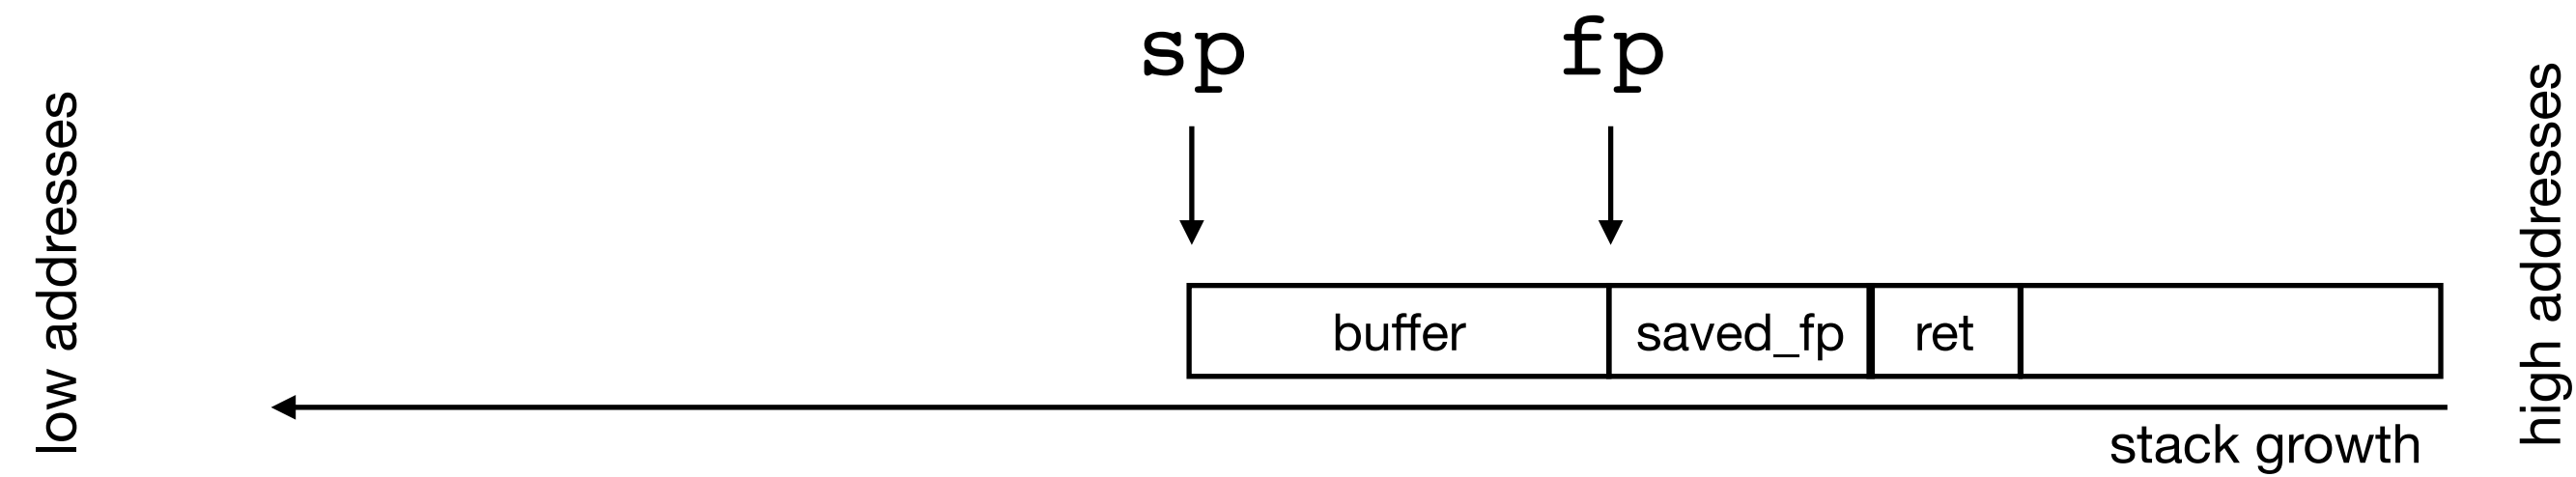 sp
fp
low addresses
buffer
saved_fp
ret
stack growth
high addresses